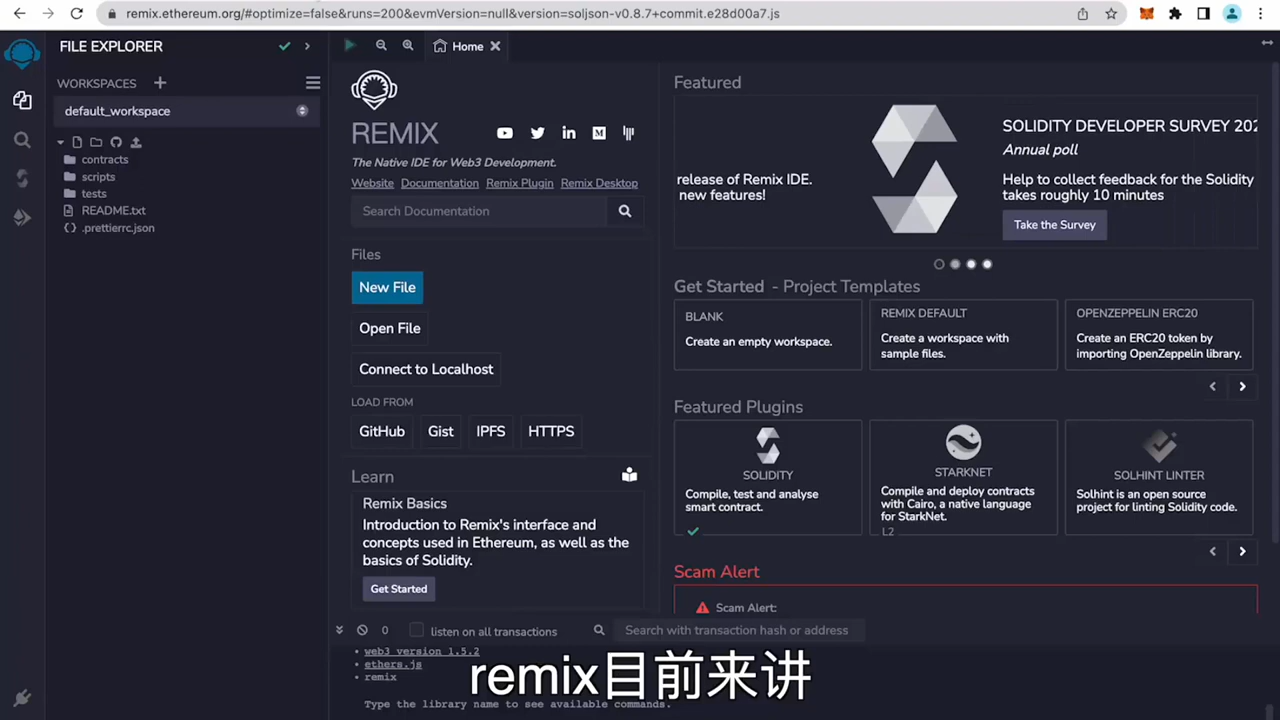 remix.ethereum.org/#optimize=false&runs=200&evmVersion=null&version=soljson-v0.8.7+commit.e28d00a7.js
FILE EXPLORER
WORKSPACES
default_workspace
contracts
scripts
tests
README.txt
.prettierrc.json
Home
REMIX
The Native IDE for Web3 Development.
Website Documentation Remix Plugin Remix Desktop
Search Documentation
Files
New File
Open File
Connect to Localhost
LOAD FROM
GitHub Gist IPFS HTTPS
Learn
Remix Basics
Introduction to Remix's interface and
concepts used in Ethereum, as well as the
basics of Solidity.
Get Started
Featured
release of Remix IDE.
new features!
SOLIDITY DEVELOPER SURVEY 202
Annual poll
Help to collect feedback for the Solidity
takes roughly 10 minutes
Take the Survey
Get Started - Project Templates
BLANK
Create an empty workspace.
REMIX DEFAULT
Create a workspace with
sample files.
OPENZEPPELIN ERC20
Create an ERC20 token by
importing OpenZeppelin library.
Featured Plugins
SOLIDITY
Compile, test and analyse
smart contract.
STARKNET
Compile and deploy contracts
with Cairo, a native language
for StarkNet.
L2
SOLHINT LINTER
Solhint is an open source
project for linting Solidity code.
Scam Alert
Scam Alert:
0 listen on all transactions Search with transaction hash or address
web3 version 1.5.2
ethers.js
remix
Type the library name to see available commands.
remix目前来讲